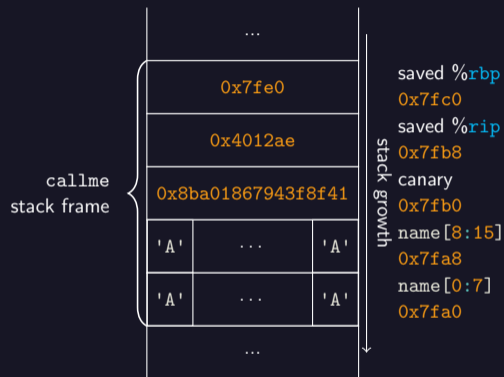 ...
0x7fe0
saved %rbp
0x7fc0
0x4012ae
saved %rip
0x7fb8
callme
stack frame
0x8ba01867943f8f41
canary
0x7fb0
'A' ... 'A'
name[8:15]
0x7fa8
'A' ... 'A'
name[0:7]
0x7fa0
...
stack growth